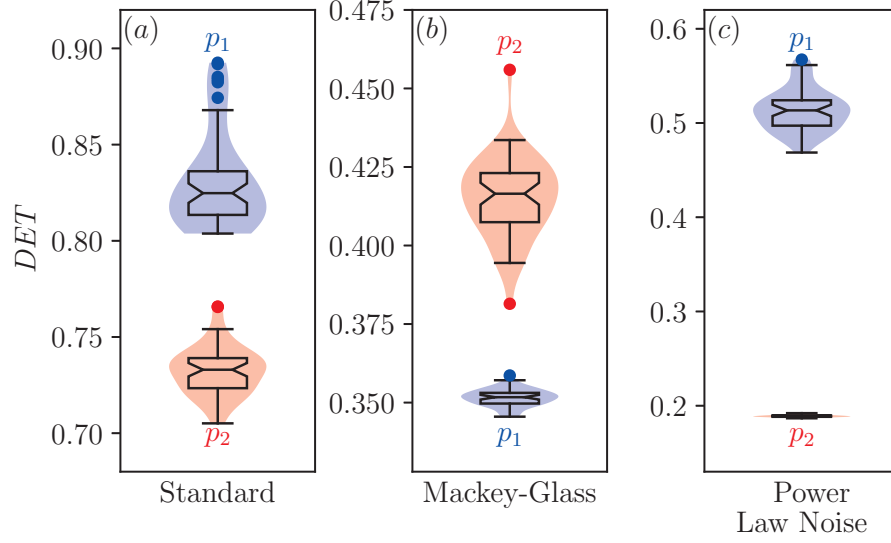 (a)
p1
0.90
0.85
0.80
0.75
0.70
p2
DET
Standard
(b)
p2
0.475
0.450
0.425
0.400
0.375
0.350
p1
Mackey-Glass
(c)
p1
0.6
0.5
0.4
0.3
0.2
p2
Power
Law Noise